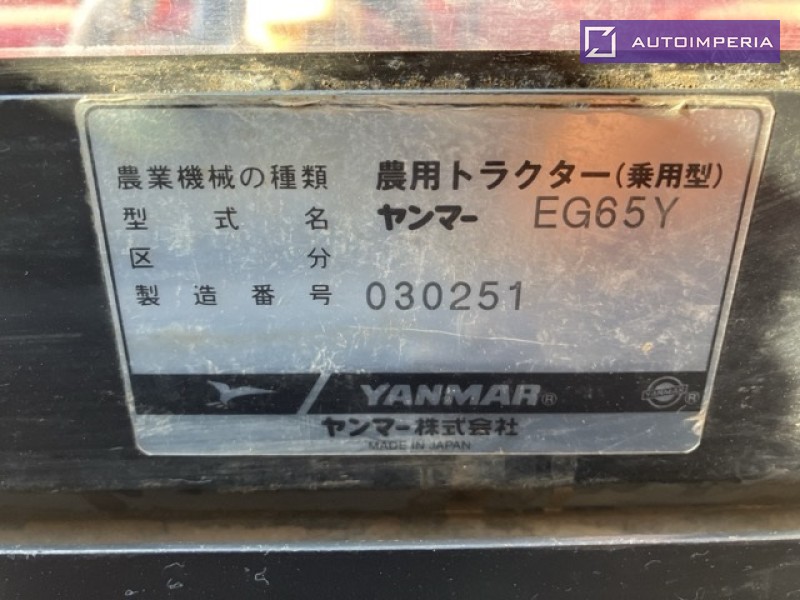 AUTOIMPERIA
農業機械の種類 農用トラクター(乗用型)
型式名 ヤンマー EG65Y
区分
製造番号 030251
YANMAR®
ヤンマー株式会社
MADE IN JAPAN